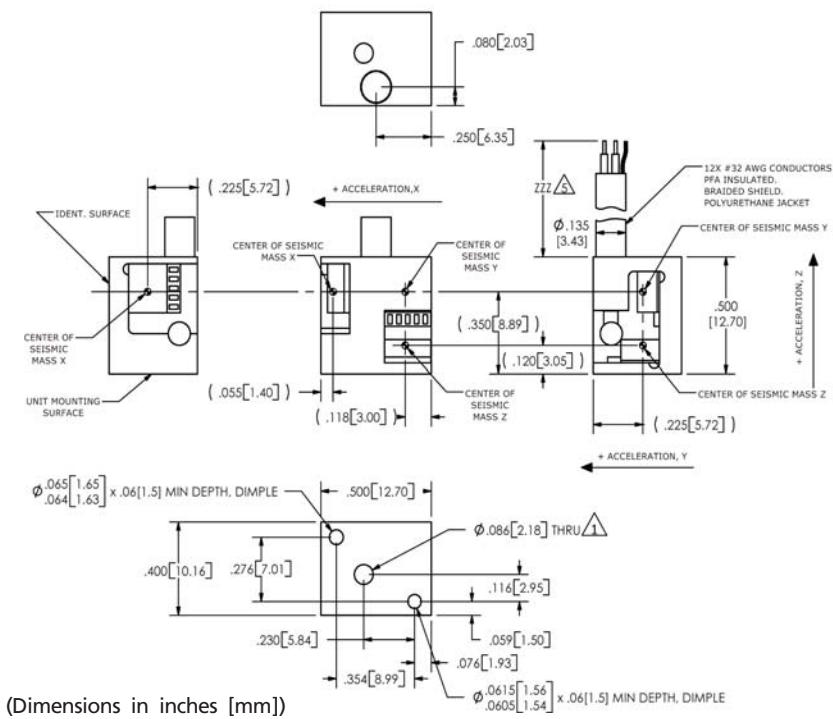 .080[2.03]
.250[6.35]
( .225[5.72] )
+ ACCELERATION,X
ZZZ 5
12X #32 AWG CONDUCTORS
PFA INSULATED.
BRAIDED SHIELD.
POLYURETHANE JACKET
IDENT. SURFACE
CENTER OF SEISMIC
MASS X
CENTER OF
SEISMIC
MASS Y
Ø.135
[3.43]
CENTER OF SEISMIC MASS Y
+ ACCELERATION, Z
.500
[12.70]
( .350[8.89] )
( .120[3.05] )
CENTER OF
SEISMIC
MASS X
UNIT MOUNTING
SURFACE
( .055[1.40] )
( .118[3.00] )
CENTER OF
SEISMIC
MASS Z
CENTER OF SEISMIC MASS Z
( .225[5.72] )
+ ACCELERATION, Y
Ø.065[1.65]
.064[1.63] x .06[1.5] MIN DEPTH, DIMPLE
.500[12.70]
Ø.086[2.18] THRU 1
.400[10.16]
.276[7.01]
.116[2.95]
.230[5.84]
.059[1.50]
.076[1.93]
.354[8.99]
Ø.0615[1.56]
.0605[1.54] x .06[1.5] MIN DEPTH, DIMPLE
(Dimensions in inches [mm])